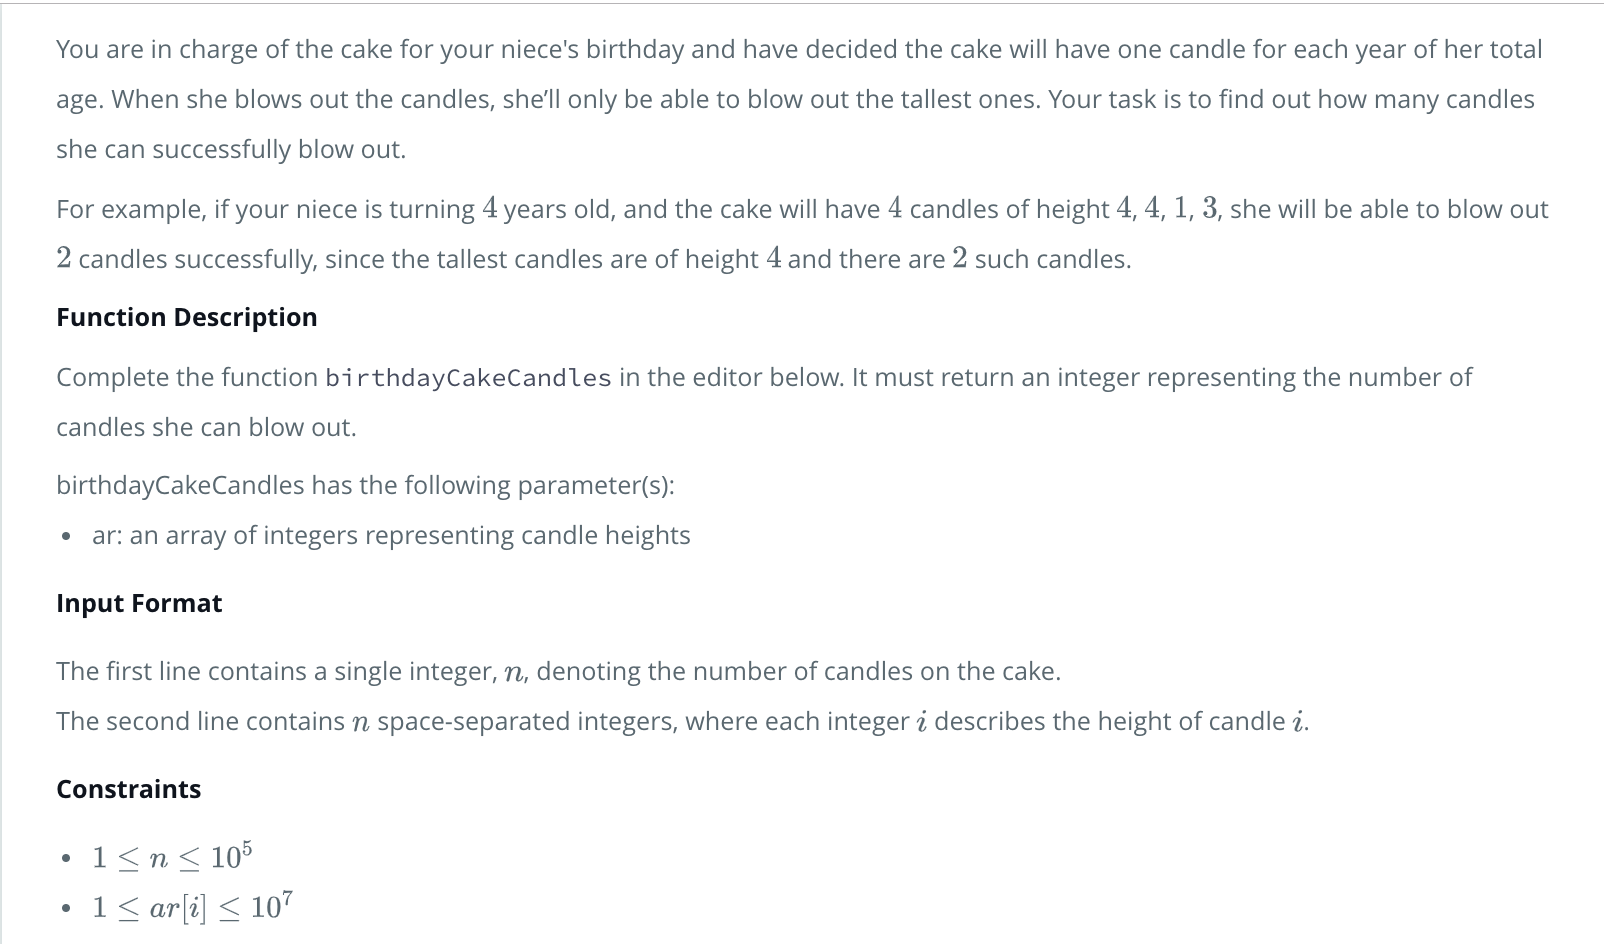 You are in charge of the cake for your niece's birthday and have decided the cake will have one candle for each year of her total
age. When she blows out the candles, she’ll only be able to blow out the tallest ones. Your task is to find out how many candles
she can successfully blow out.
For example, if your niece is turning 4 years old, and the cake will have 4 candles of height 4, 4, 1, 3, she will be able to blow out
2 candles successfully, since the tallest candles are of height 4 and there are 2 such candles.
Function Description
Complete the function birthdayCakeCandles in the editor below. It must return an integer representing the number of
candles she can blow out.
birthdayCakeCandles has the following parameter(s):
• ar: an array of integers representing candle heights
Input Format
The first line contains a single integer, n, denoting the number of candles on the cake.
The second line contains n space-separated integers, where each integer i describes the height of candle i.
Constraints
• 1 ≤ n ≤ 10⁵
• 1 ≤ ar[i] ≤ 10⁷